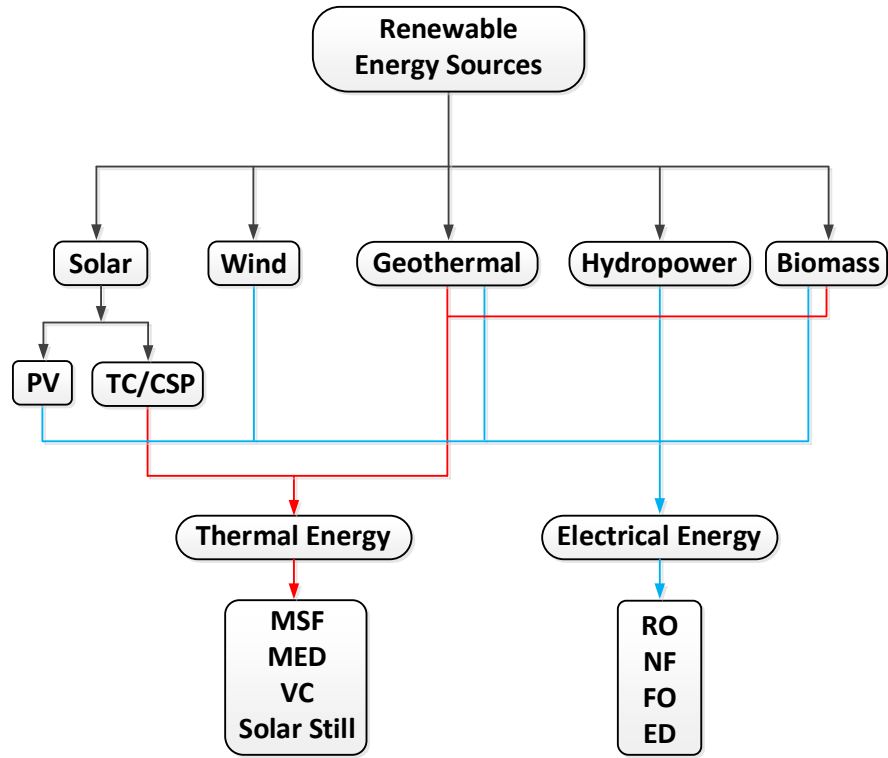 Renewable
Energy Sources
Solar
Wind
Geothermal
Hydropower
Biomass
PV
TC/CSP
Thermal Energy
Electrical Energy
MSF
MED
VC
Solar Still
RO
NF
FO
ED